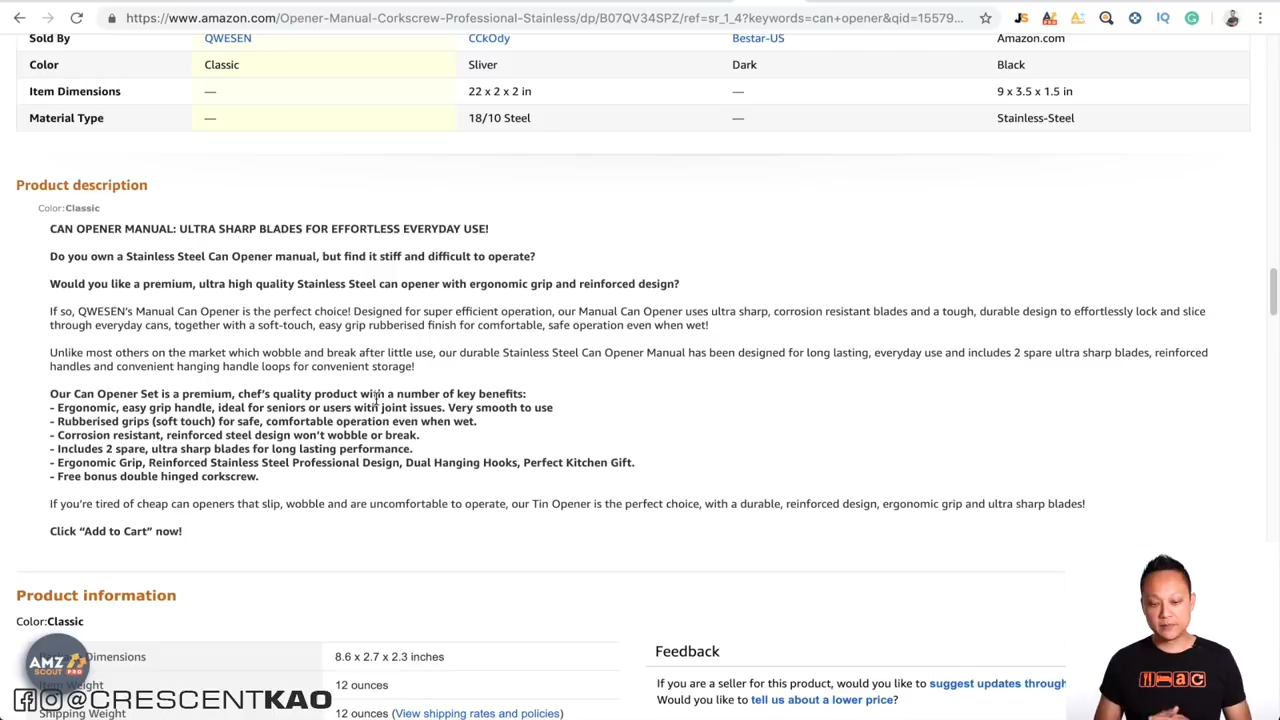 https://www.amazon.com/Opener-Manual-Corkscrew-Professional-Stainless/dp/B07QV34SPZ/ref=sr_1_4?keywords=can+opener&qid=15579...
JS
IQ
Sold By QWESEN CCkOdy Bestar-US Amazon.com
Color Classic Sliver Dark Black
Item Dimensions — 22 x 2 x 2 in — 9 x 3.5 x 1.5 in
Material Type — 18/10 Steel — Stainless-Steel
Product description
Color:Classic
CAN OPENER MANUAL: ULTRA SHARP BLADES FOR EFFORTLESS EVERYDAY USE!
Do you own a Stainless Steel Can Opener manual, but find it stiff and difficult to operate?
Would you like a premium, ultra high quality Stainless Steel can opener with ergonomic grip and reinforced design?
If so, QWESEN's Manual Can Opener is the perfect choice! Designed for super efficient operation, our Manual Can Opener uses ultra sharp, corrosion resistant blades and a tough, durable design to effortlessly lock and slice
through everyday cans, together with a soft-touch, easy grip rubberised finish for comfortable, safe operation even when wet!
Unlike most others on the market which wobble and break after little use, our durable Stainless Steel Can Opener Manual has been designed for long lasting, everyday use and includes 2 spare ultra sharp blades, reinforced
handles and convenient hanging handle loops for convenient storage!
Our Can Opener Set is a premium, chef's quality product with a number of key benefits:
- Ergonomic, easy grip handle, ideal for seniors or users with joint issues. Very smooth to use
- Rubberised grips (soft touch) for safe, comfortable operation even when wet.
- Corrosion resistant, reinforced steel design won't wobble or break.
- Includes 2 spare, ultra sharp blades for long lasting performance.
- Ergonomic Grip, Reinforced Stainless Steel Professional Design, Dual Hanging Hooks, Perfect Kitchen Gift.
- Free bonus double hinged corkscrew.
If you're tired of cheap can openers that slip, wobble and are uncomfortable to operate, our Tin Opener is the perfect choice, with a durable, reinforced design, ergonomic grip and ultra sharp blades!
Click "Add to Cart" now!
Product information
Color:Classic
Dimensions 8.6 x 2.7 x 2.3 inches
Item Weight 12 ounces
Shipping Weight 12 ounces (View shipping rates and policies)
Feedback
If you are a seller for this product, would you like to suggest updates through
Would you like to tell us about a lower price?
AMZ
SCOUT PRO
@CRESCENTKAO